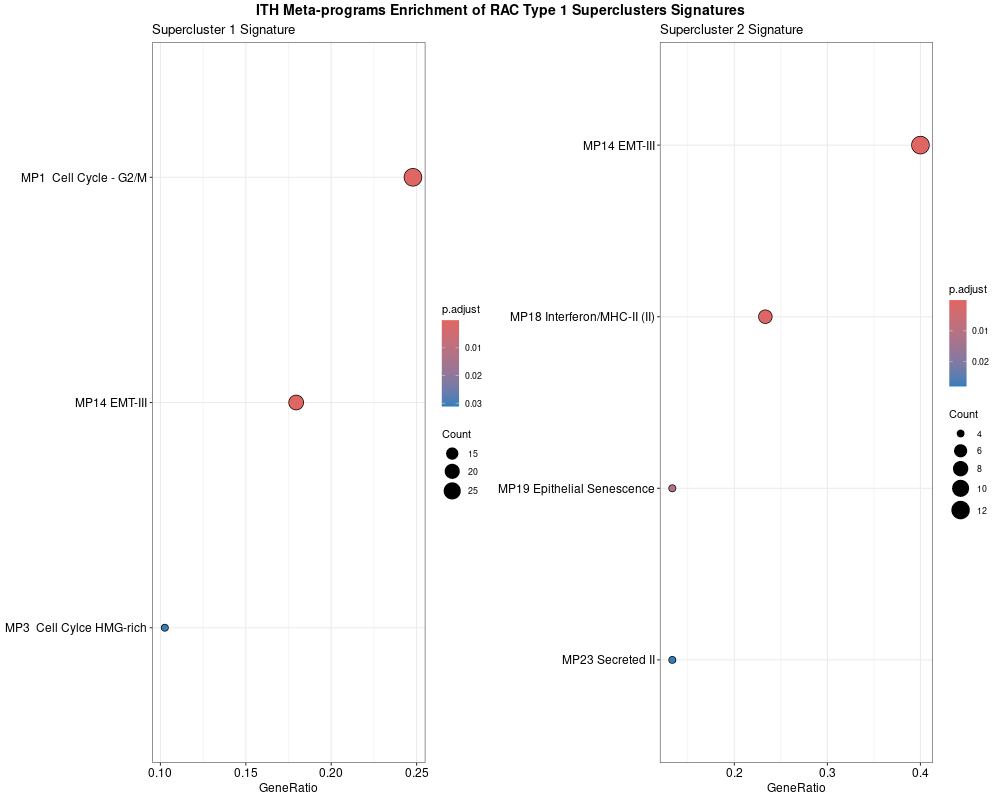 ITH Meta-programs Enrichment of RAC Type 1 Superclusters Signatures
Supercluster 1 Signature
MP1  Cell Cycle - G2/M
MP14 EMT-III
MP3  Cell Cylce HMG-rich
0.10 0.15 0.20 0.25
GeneRatio
p.adjust
0.01
0.02
0.03
Count
15
20
25
Supercluster 2 Signature
MP14 EMT-III
MP18 Interferon/MHC-II (II)
MP19 Epithelial Senescence
MP23 Secreted II
0.2 0.3 0.4
GeneRatio
p.adjust
0.01
0.02
Count
4
6
8
10
12